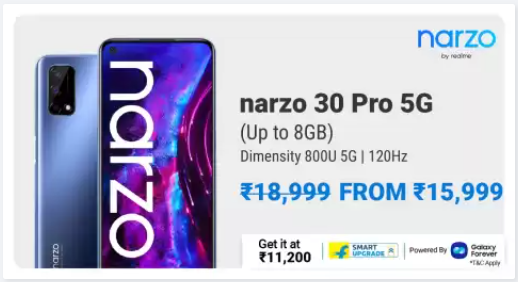 narzo
by realme
narzo
narzo 30 Pro 5G
(Up to 8GB)
Dimensity 800U 5G | 120Hz
₹18,999 FROM ₹15,999
Get it at
₹11,200
SMART
UPGRADE
Powered By
Galaxy
Forever
*T&C Apply